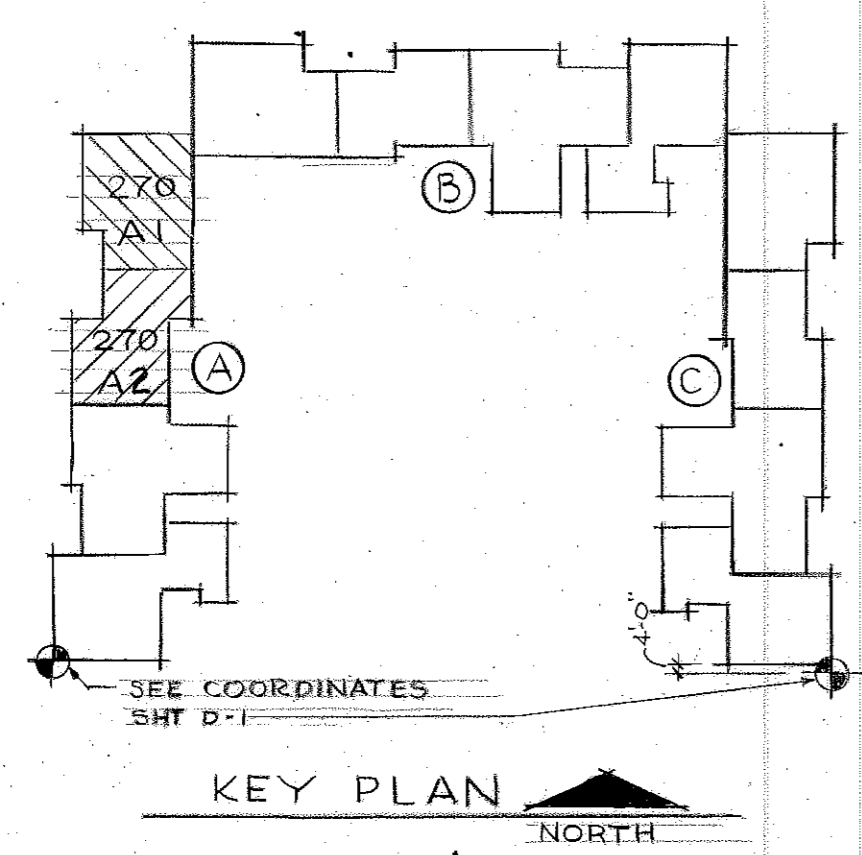 270
A1
B
270
A2
A
C
4'-0"
SEE COORDINATES
SHT D-1
KEY PLAN
NORTH